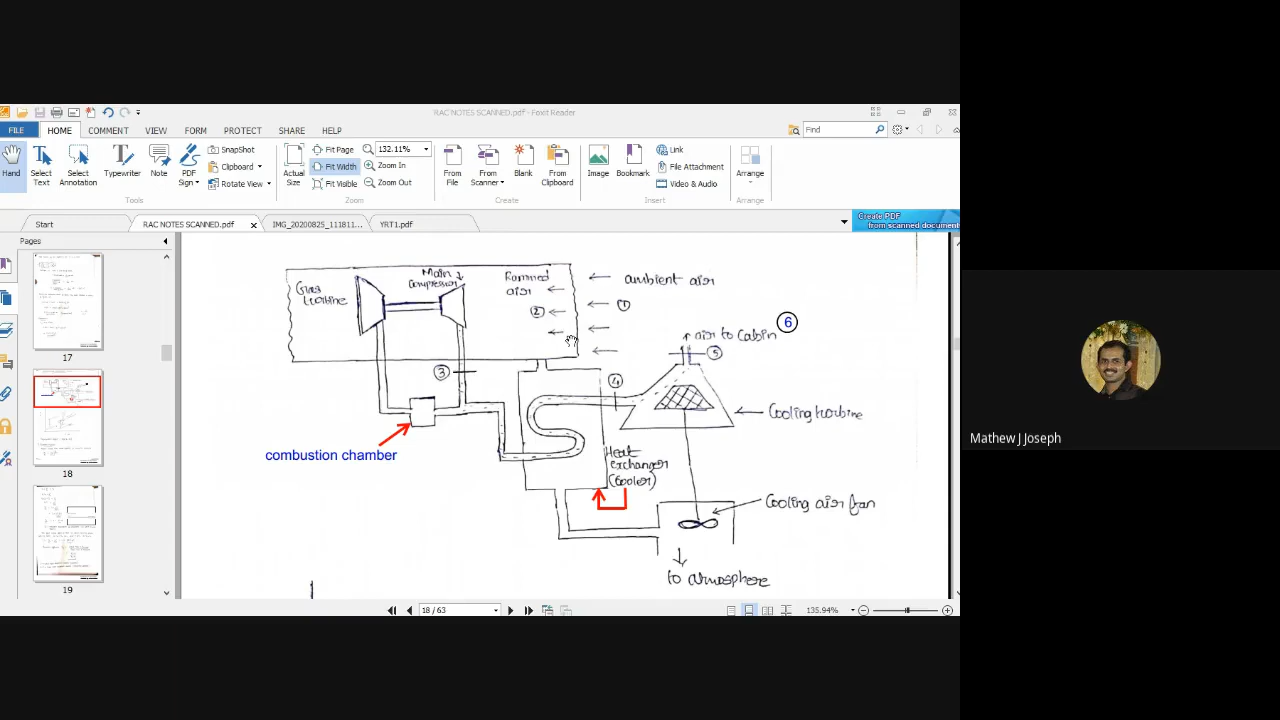 RAC NOTES SCANNED.pdf - Foxit Reader
FILE
HOME
COMMENT
VIEW
FORM
PROTECT
SHARE
HELP
Find
Hand
Select Text
Select Annotation
Typewriter
Note
PDF Sign
SnapShot
Clipboard
Rotate View
Actual Size
Fit Page
Fit Width
Fit Visible
132.11%
Zoom In
Zoom Out
From File
From Scanner
Blank
From Clipboard
Image
Bookmark
Link
File Attachment
Video & Audio
Arrange
Tools
Zoom
Create
Insert
Arrange
Start
RAC NOTES SCANNED.pdf
IMG_20200825_111811...
YRT1.pdf
Create PDF
from scanned document
Pages
17
18
19
Gas turbine
Main compressor
Rammed air
ambient air
1
2
3
4
5
6
air to cabin
Cooling turbine
combustion chamber
Heat exchanger (Cooler)
Cooling air fan
to atmosphere
18 / 63
135.94%
Mathew J Joseph